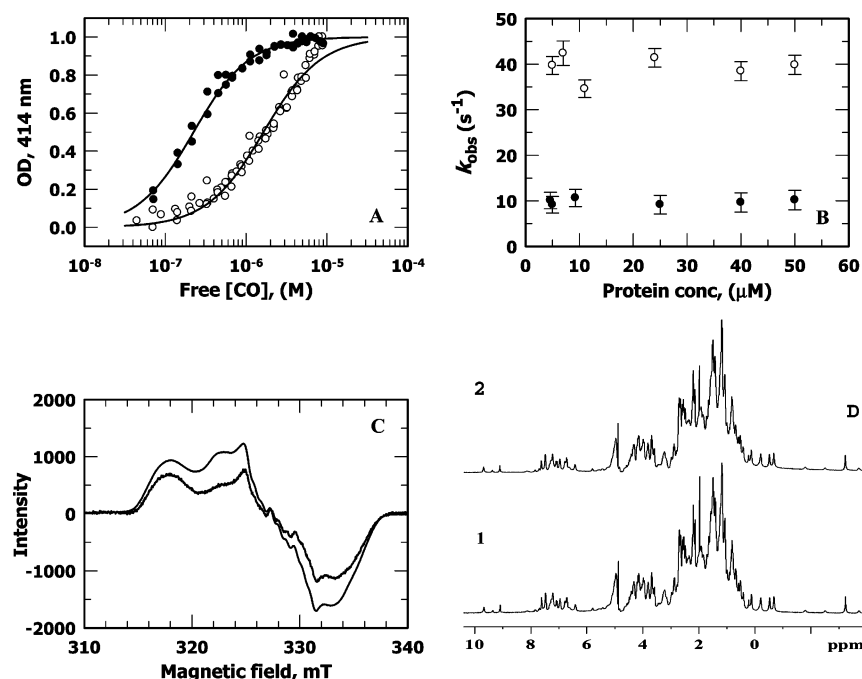 1.0
0.8
0.6
0.4
0.2
0.0
OD, 414 nm
A
10⁻⁸ 10⁻⁷ 10⁻⁶ 10⁻⁵ 10⁻⁴
Free [CO], (M)
50
40
30
20
10
0
kobs (s⁻¹)
B
0 10 20 30 40 50 60
Protein conc, (μM)
2000
1000
0
-1000
-2000
Intensity
C
310 320 330 340
Magnetic field, mT
2
D
1
10 8 6 4 2 0 ppm